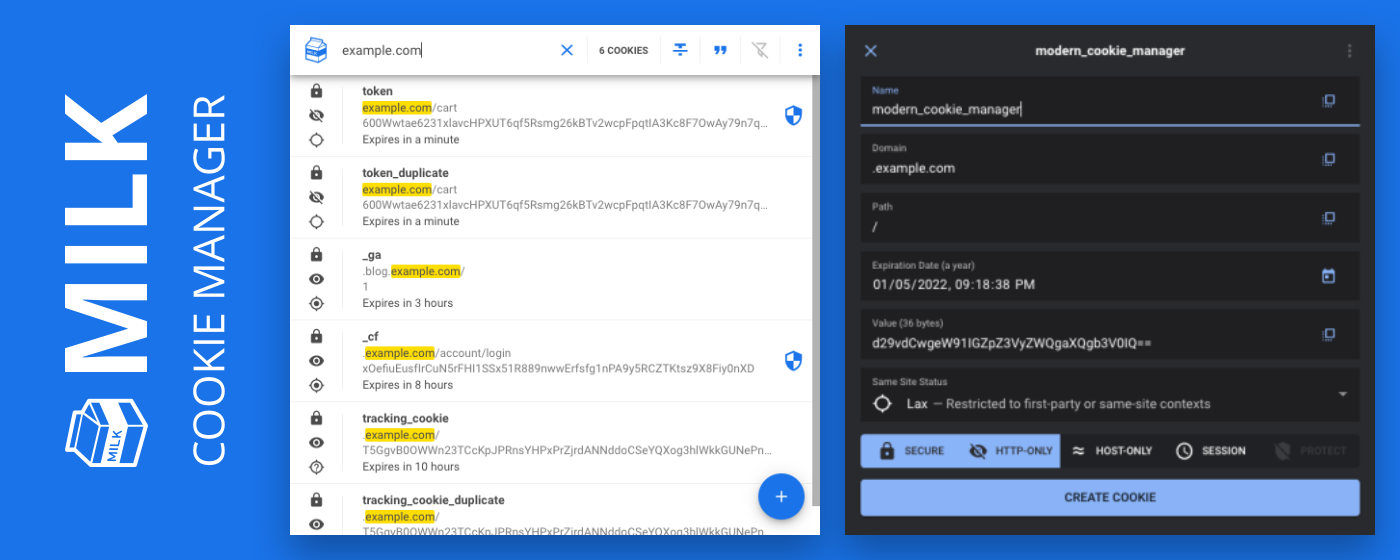 MILK
COOKIE MANAGER
MILK
MILK
example.com
6 COOKIES
token
example.com/cart
600Wwtae6231xlavcHPXUT6qf5Rsmg26kBTv2wcpFpqtIA3Kc8F7OwAy79n7q...
Expires in a minute
token_duplicate
example.com/cart
600Wwtae6231xlavcHPXUT6qf5Rsmg26kBTv2wcpFpqtIA3Kc8F7OwAy79n7q...
Expires in a minute
_ga
.blog.example.com/
1
Expires in 3 hours
_cf
.example.com/account/login
xOefiuEusfIrCuN5rFHI1SSx51R889nwwErfsfg1nPA9y5RCZTKtsz9X8Fiy0nXD
Expires in 8 hours
tracking_cookie
.example.com/
T5GgvB0OWWn23TCcKpJPRnsYHPxPrZjrdANNddoCSeYQXog3hlWkkGUNePn...
Expires in 10 hours
tracking_cookie_duplicate
.example.com/
T5GgvB0OWWn23TCcKpJPRnsYHPxPrZjrdANNddoCSeYQXog3hlWkkGUNePn
modern_cookie_manager
Name
modern_cookie_manager
Domain
.example.com
Path
/
Expiration Date (a year)
01/05/2022, 09:18:38 PM
Value (36 bytes)
d29vdCwgeW91IGZpZ3VyZWQgaXQgb3V0IQ==
Same Site Status
Lax — Restricted to first-party or same-site contexts
SECURE
HTTP-ONLY
HOST-ONLY
SESSION
PROTECT
CREATE COOKIE